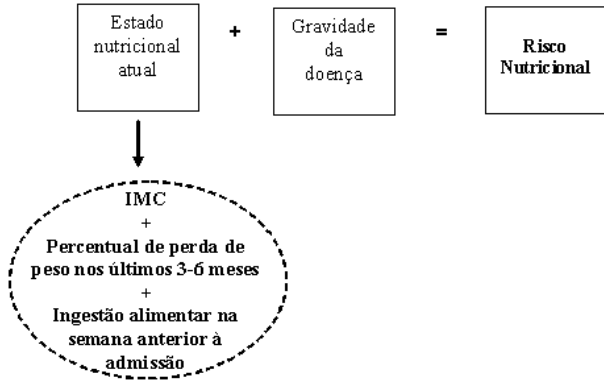 Estado
nutricional
atual
+
Gravidade
da
doença
=
Risco
Nutricional
IMC
+
Percentual de perda de
peso nos últimos 3-6 meses
+
Ingestão alimentar na
semana anterior à
admissão